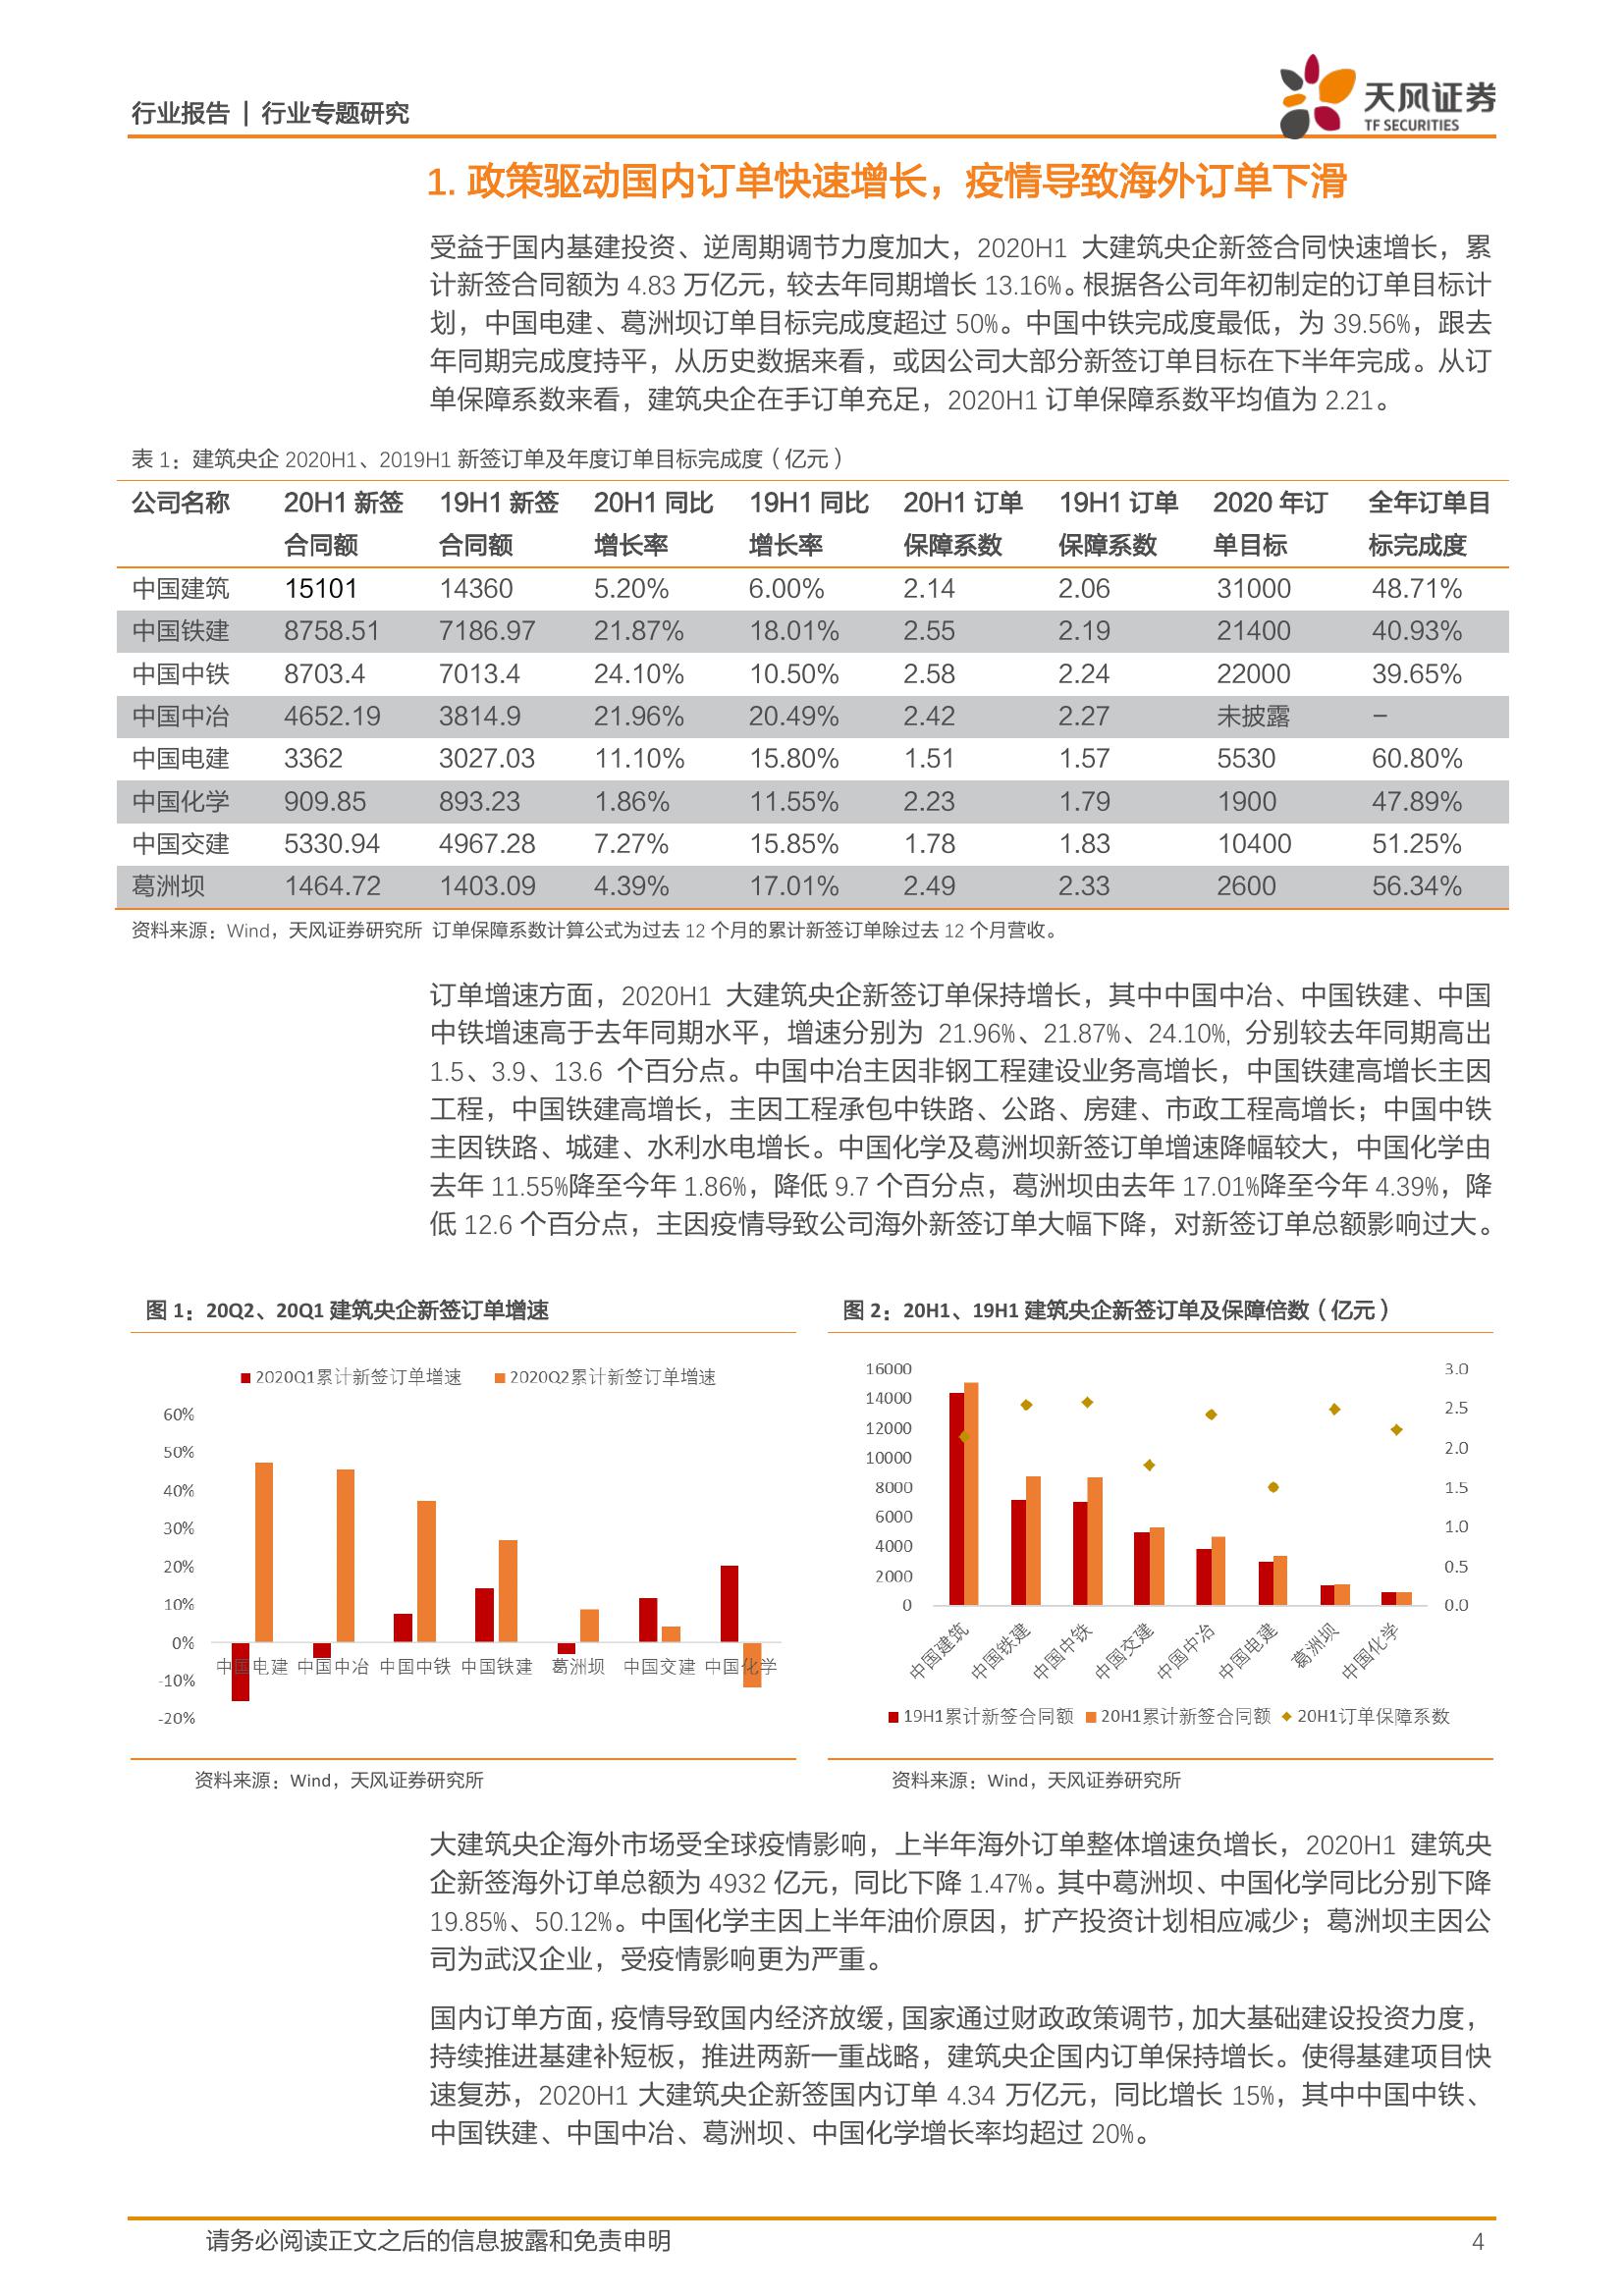 行业报告 | 行业专题研究
天风证券
TF SECURITIES
1. 政策驱动国内订单快速增长，疫情导致海外订单下滑
受益于国内基建投资、逆周期调节力度加大，2020H1 大建筑央企新签合同快速增长，累
计新签合同额为 4.83 万亿元，较去年同期增长 13.16%。根据各公司年初制定的订单目标计
划，中国电建、葛洲坝订单目标完成度超过 50%。中国中铁完成度最低，为 39.56%，跟去
年同期完成度持平，从历史数据来看，或因公司大部分新签订单目标在下半年完成。从订
单保障系数来看，建筑央企在手订单充足，2020H1 订单保障系数平均值为 2.21。
表 1：建筑央企 2020H1、2019H1 新签订单及年度订单目标完成度（亿元）
公司名称 20H1 新签 19H1 新签 20H1 同比 19H1 同比 20H1 订单 19H1 订单 2020 年订 全年订单目
合同额 合同额 增长率 增长率 保障系数 保障系数 单目标 标完成度
中国建筑 15101 14360 5.20% 6.00% 2.14 2.06 31000 48.71%
中国铁建 8758.51 7186.97 21.87% 18.01% 2.55 2.19 21400 40.93%
中国中铁 8703.4 7013.4 24.10% 10.50% 2.58 2.24 22000 39.65%
中国中冶 4652.19 3814.9 21.96% 20.49% 2.42 2.27 未披露 –
中国电建 3362 3027.03 11.10% 15.80% 1.51 1.57 5530 60.80%
中国化学 909.85 893.23 1.86% 11.55% 2.23 1.79 1900 47.89%
中国交建 5330.94 4967.28 7.27% 15.85% 1.78 1.83 10400 51.25%
葛洲坝 1464.72 1403.09 4.39% 17.01% 2.49 2.33 2600 56.34%
资料来源：Wind，天风证券研究所 订单保障系数计算公式为过去 12 个月的累计新签订单除过去 12 个月营收。
订单增速方面，2020H1 大建筑央企新签订单保持增长，其中中国中冶、中国铁建、中国
中铁增速高于去年同期水平，增速分别为 21.96%、21.87%、24.10%, 分别较去年同期高出
1.5、3.9、13.6 个百分点。中国中冶主因非钢工程建设业务高增长，中国铁建高增长主因
工程，中国铁建高增长，主因工程承包中铁路、公路、房建、市政工程高增长；中国中铁
主因铁路、城建、水利水电增长。中国化学及葛洲坝新签订单增速降幅较大，中国化学由
去年 11.55%降至今年 1.86%，降低 9.7 个百分点，葛洲坝由去年 17.01%降至今年 4.39%，降
低 12.6 个百分点，主因疫情导致公司海外新签订单大幅下降，对新签订单总额影响过大。
图 1：20Q2、20Q1 建筑央企新签订单增速
2020Q1累计新签订单增速 2020Q2累计新签订单增速
60%
50%
40%
30%
20%
10%
0%
-10%
-20%
中国电建 中国中冶 中国中铁 中国铁建 葛洲坝 中国交建 中国化学
资料来源：Wind，天风证券研究所
图 2：20H1、19H1 建筑央企新签订单及保障倍数（亿元）
16000
14000
12000
10000
8000
6000
4000
2000
0
3.0
2.5
2.0
1.5
1.0
0.5
0.0
中国建筑 中国铁建 中国中铁 中国交建 中国中冶 中国电建 葛洲坝 中国化学
19H1累计新签合同额 20H1累计新签合同额 20H1订单保障系数
资料来源：Wind，天风证券研究所
大建筑央企海外市场受全球疫情影响，上半年海外订单整体增速负增长，2020H1 建筑央
企新签海外订单总额为 4932 亿元，同比下降 1.47%。其中葛洲坝、中国化学同比分别下降
19.85%、50.12%。中国化学主因上半年油价原因，扩产投资计划相应减少；葛洲坝主因公
司为武汉企业，受疫情影响更为严重。
国内订单方面，疫情导致国内经济放缓，国家通过财政政策调节，加大基础建设投资力度，
持续推进基建补短板，推进两新一重战略，建筑央企国内订单保持增长。使得基建项目快
速复苏，2020H1 大建筑央企新签国内订单 4.34 万亿元，同比增长 15%，其中中国中铁、
中国铁建、中国中冶、葛洲坝、中国化学增长率均超过 20%。
请务必阅读正文之后的信息披露和免责申明 4